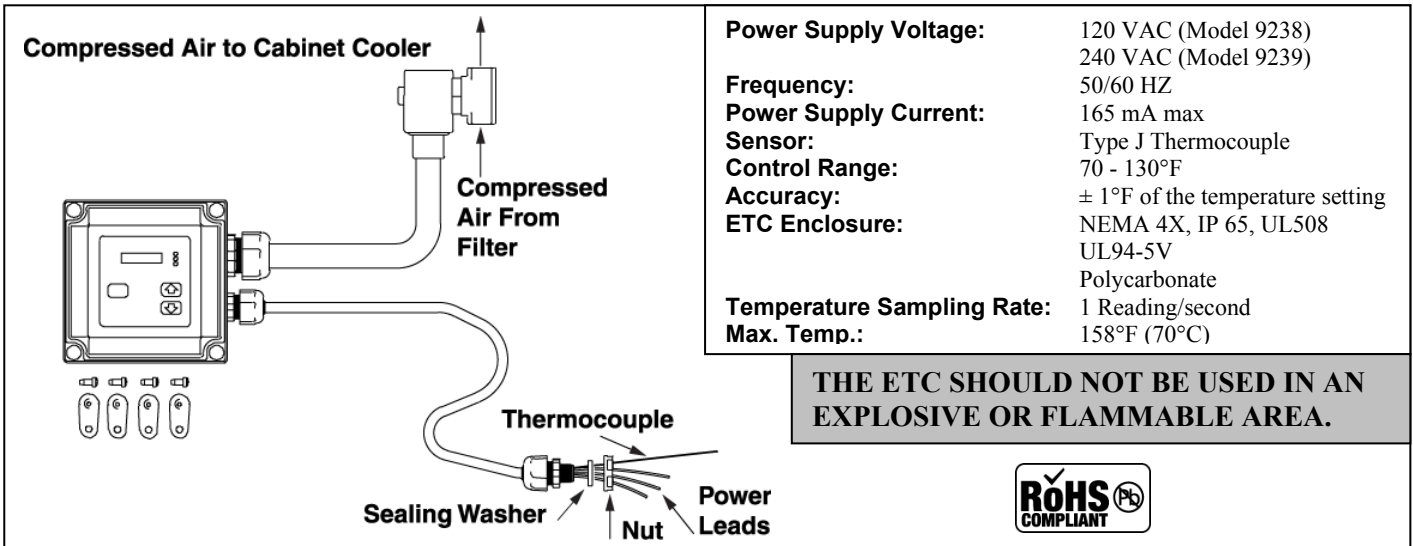 Compressed Air to Cabinet Cooler
Compressed
Air From
Filter
Thermocouple
Sealing Washer
Nut
Power
Leads
Power Supply Voltage: 120 VAC (Model 9238)
240 VAC (Model 9239)
Frequency: 50/60 HZ
Power Supply Current: 165 mA max
Sensor: Type J Thermocouple
Control Range: 70 - 130°F
Accuracy: ± 1°F of the temperature setting
ETC Enclosure: NEMA 4X, IP 65, UL508
UL94-5V
Polycarbonate
Temperature Sampling Rate: 1 Reading/second
Max. Temp.: 158°F (70°C)
THE ETC SHOULD NOT BE USED IN AN
EXPLOSIVE OR FLAMMABLE AREA.
RoHS Pb
COMPLIANT